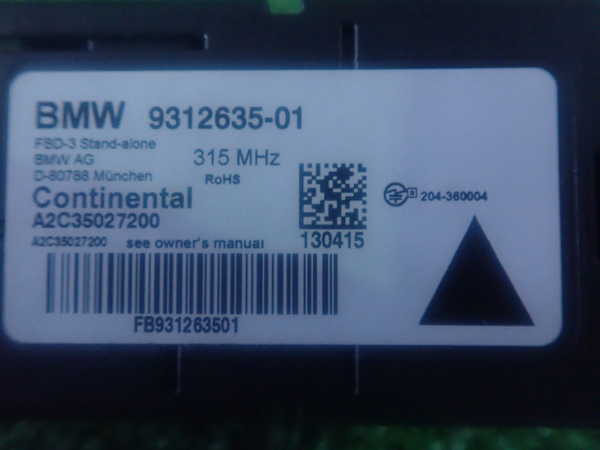 BMW 9312635-01
FBD-3 Stand-alone
BMW AG 315 MHz
D-80788 München RoHS
Continental
A2C35027200
A2C35027200 see owner's manual
130415
204-360004
FB931263501